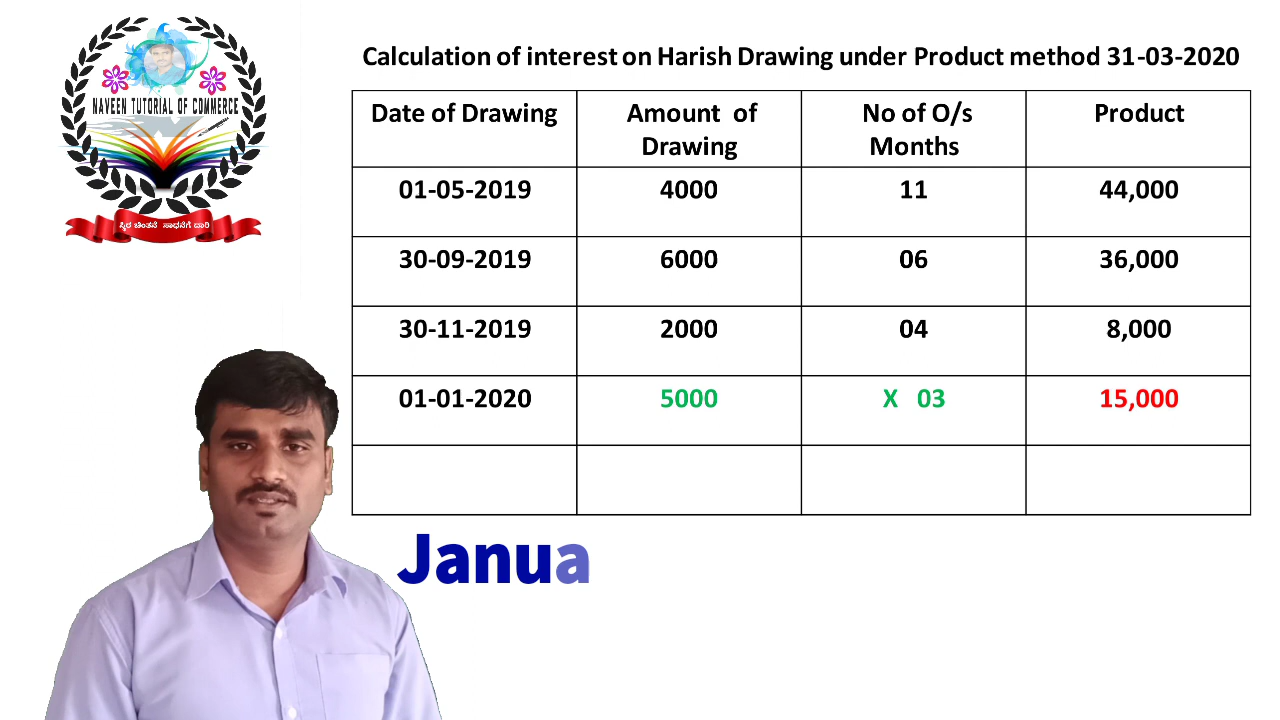 NAVEEN TUTORIAL OF COMMERCE
ಸ್ಥಿರ ಚಿಂತನೆ ಸಾಧನೆಗೆ ದಾರಿ
Calculation of interest on Harish Drawing under Product method 31-03-2020
Date of Drawing Amount of Drawing No of O/s Months Product
01-05-2019 4000 11 44,000
30-09-2019 6000 06 36,000
30-11-2019 2000 04 8,000
01-01-2020 5000 X 03 15,000
Janua